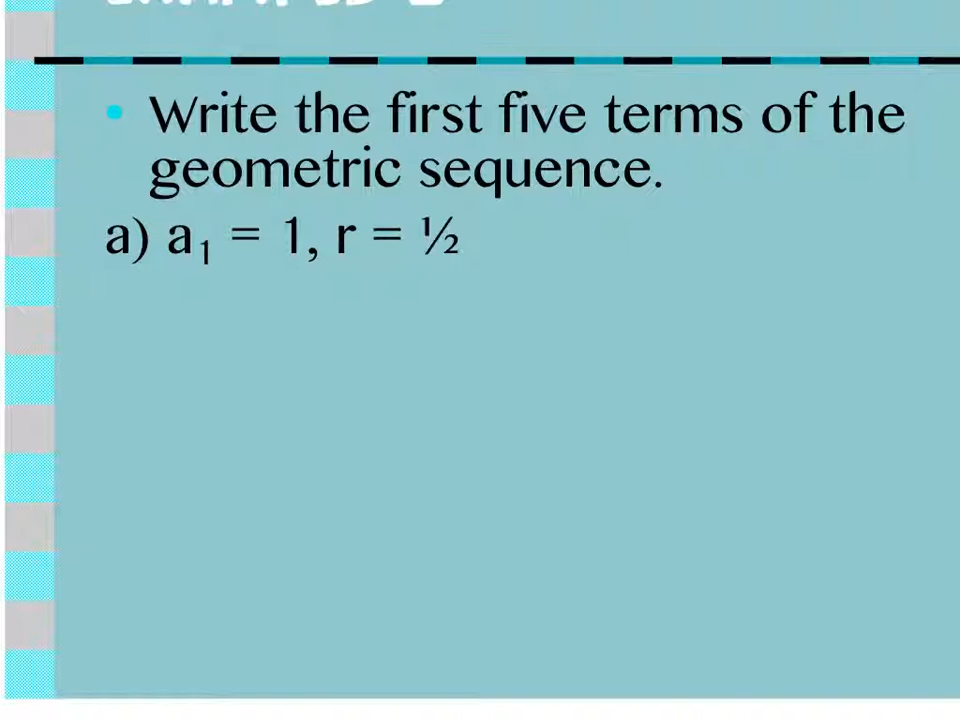 • Write the first five terms of the
geometric sequence.
a) a₁ = 1, r = ½